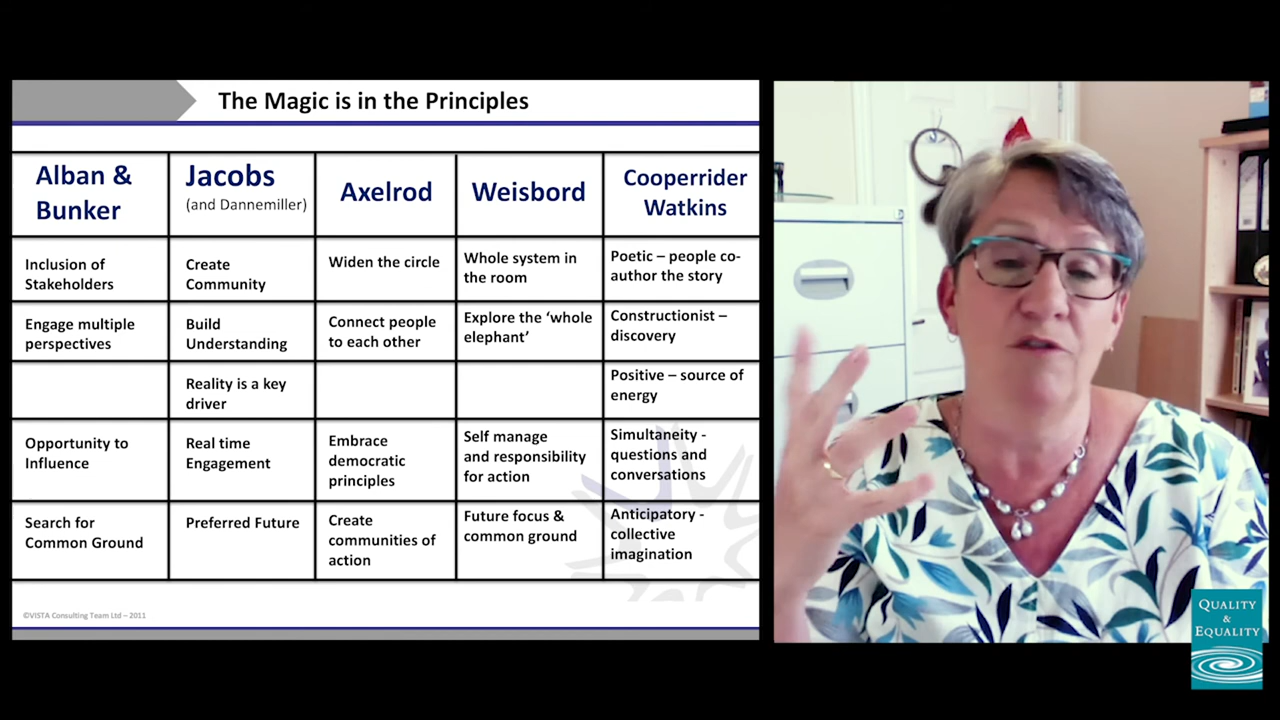 The Magic is in the Principles
Alban &
Bunker
Jacobs
(and Dannemiller)
Axelrod
Weisbord
Cooperrider
Watkins
Inclusion of
Stakeholders
Create
Community
Widen the circle
Whole system in
the room
Poetic – people co-
author the story
Engage multiple
perspectives
Build
Understanding
Connect people
to each other
Explore the ‘whole
elephant’
Constructionist –
discovery
Reality is a key
driver
Positive – source of
energy
Opportunity to
Influence
Real time
Engagement
Embrace
democratic
principles
Self manage
and responsibility
for action
Simultaneity -
questions and
conversations
Search for
Common Ground
Preferred Future
Create
communities of
action
Future focus &
common ground
Anticipatory -
collective
imagination
©VISTA Consulting Team Ltd – 2011
QUALITY
&
EQUALITY